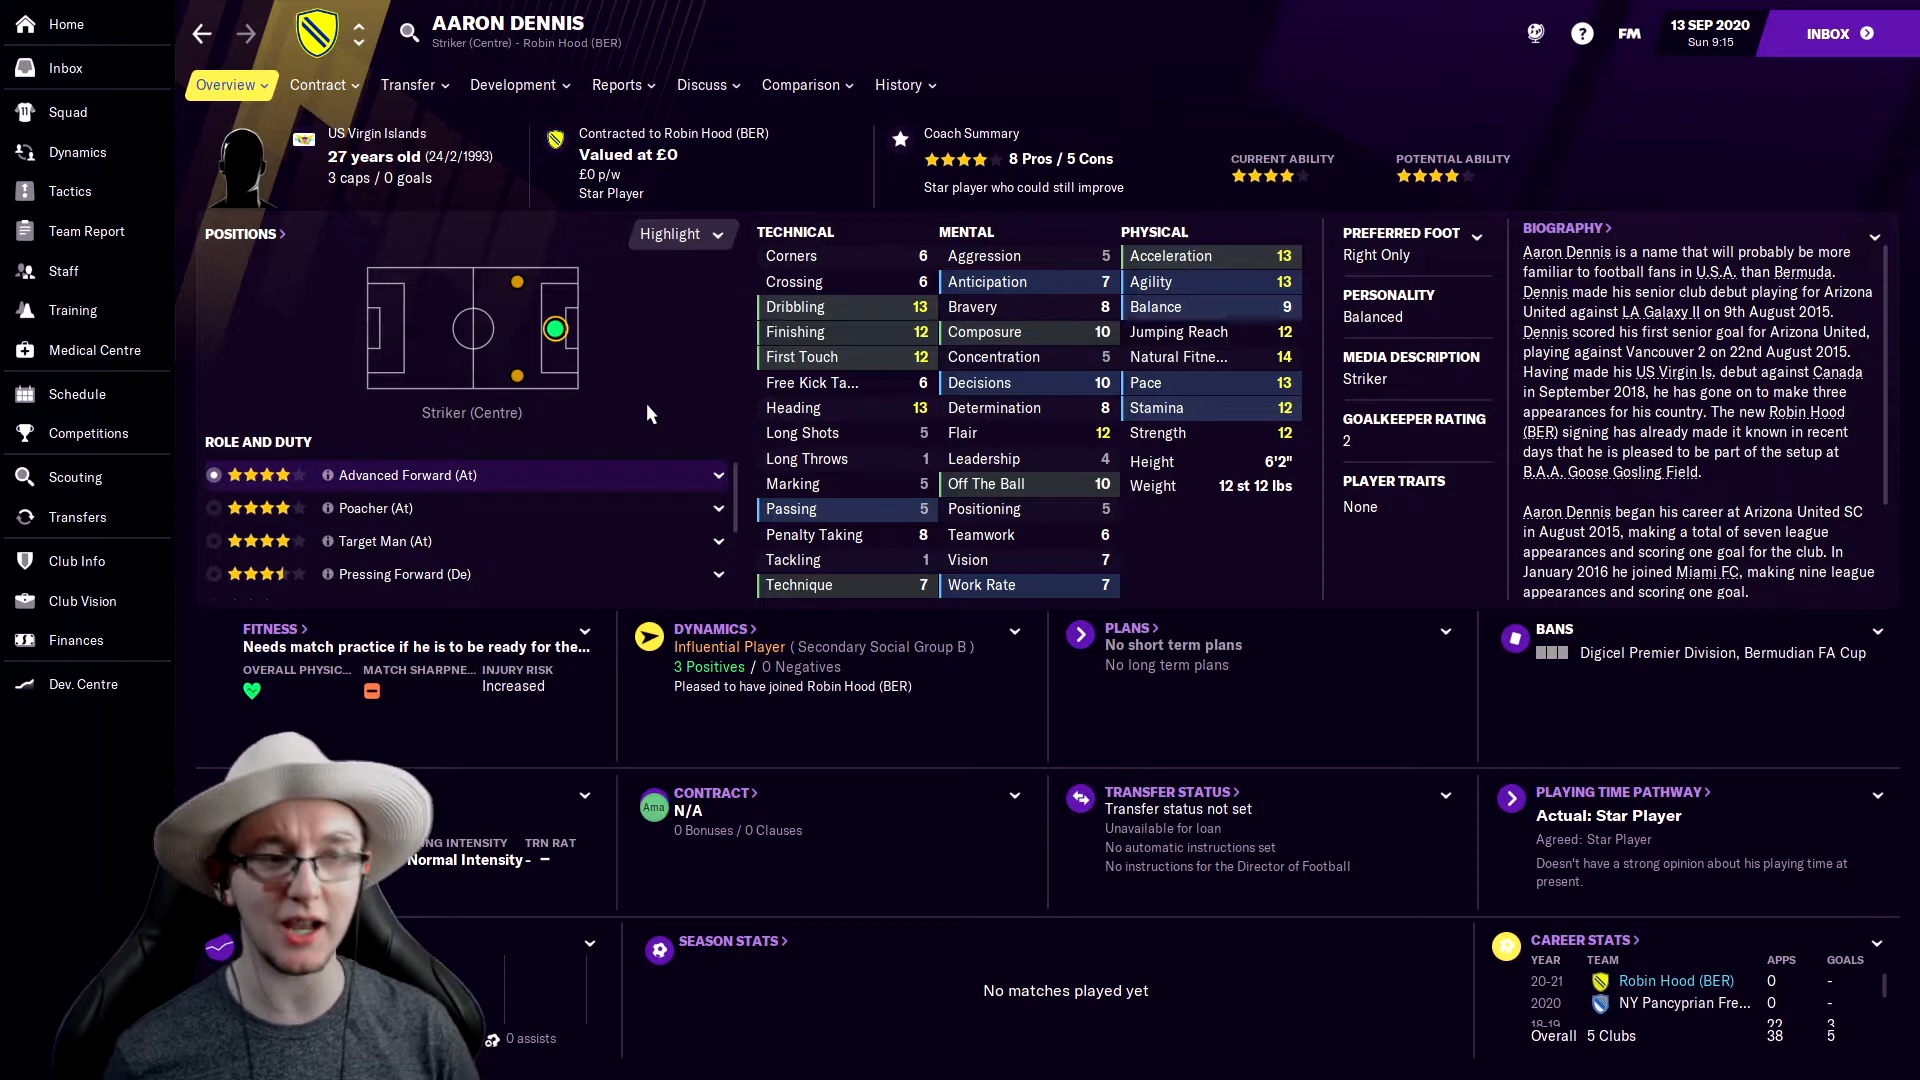 Home
Inbox
Squad
Dynamics
Tactics
Team Report
Staff
Training
Medical Centre
Schedule
Competitions
Scouting
Transfers
Club Info
Club Vision
Finances
Dev. Centre
AARON DENNIS
Striker (Centre) - Robin Hood (BER)
?
FM
13 SEP 2020
Sun 9:15
INBOX
Overview
Contract
Transfer
Development
Reports
Discuss
Comparison
History
US Virgin Islands
27 years old (24/2/1993)
3 caps / 0 goals
Contracted to Robin Hood (BER)
Valued at £0
£0 p/w
Star Player
Coach Summary
8 Pros / 5 Cons
Star player who could still improve
CURRENT ABILITY
POTENTIAL ABILITY
POSITIONS >
Highlight
Striker (Centre)
ROLE AND DUTY
Advanced Forward (At)
Poacher (At)
Target Man (At)
Pressing Forward (De)
TECHNICAL
Corners 6
Crossing 6
Dribbling 13
Finishing 12
First Touch 12
Free Kick Ta... 6
Heading 13
Long Shots 5
Long Throws 1
Marking 5
Passing 5
Penalty Taking 8
Tackling 1
Technique 7
MENTAL
Aggression 5
Anticipation 7
Bravery 8
Composure 10
Concentration 5
Decisions 10
Determination 8
Flair 12
Leadership 4
Off The Ball 10
Positioning 5
Teamwork 6
Vision 7
Work Rate 7
PHYSICAL
Acceleration 13
Agility 13
Balance 9
Jumping Reach 12
Natural Fitne... 14
Pace 13
Stamina 12
Strength 12
Height 6'2"
Weight 12 st 12 lbs
PREFERRED FOOT
Right Only
PERSONALITY
Balanced
MEDIA DESCRIPTION
Striker
GOALKEEPER RATING
2
PLAYER TRAITS
None
BIOGRAPHY >
Aaron Dennis is a name that will probably be more
familiar to football fans in U.S.A. than Bermuda.
Dennis made his senior club debut playing for Arizona
United against LA Galaxy II on 9th August 2015.
Dennis scored his first senior goal for Arizona United,
playing against Vancouver 2 on 22nd August 2015.
Having made his US Virgin Is. debut against Canada
in September 2018, he has gone on to make three
appearances for his country. The new Robin Hood
(BER) signing has already made it known in recent
days that he is pleased to be part of the setup at
B.A.A. Goose Gosling Field.
Aaron Dennis began his career at Arizona United SC
in August 2015, making a total of seven league
appearances and scoring one goal for the club. In
January 2016 he joined Miami FC, making nine league
appearances and scoring one goal.
FITNESS >
Needs match practice if he is to be ready for the...
OVERALL PHYSIC...
MATCH SHARPNE...
INJURY RISK
Increased
DYNAMICS >
Influential Player ( Secondary Social Group B )
3 Positives / 0 Negatives
Pleased to have joined Robin Hood (BER)
PLANS >
No short term plans
No long term plans
BANS
Digicel Premier Division, Bermudian FA Cup
NG INTENSITY
TRN RAT
Normal Intensity - –
Ama
CONTRACT >
N/A
0 Bonuses / 0 Clauses
TRANSFER STATUS >
Transfer status not set
Unavailable for loan
No automatic instructions set
No instructions for the Director of Football
PLAYING TIME PATHWAY >
Actual: Star Player
Agreed: Star Player
Doesn't have a strong opinion about his playing time at
present.
0 assists
SEASON STATS >
No matches played yet
CAREER STATS >
YEAR TEAM APPS GOALS
20-21 Robin Hood (BER) 0 -
2020 NY Pancyprian Fre... 0 -
18-19 22 3
Overall 5 Clubs 38 5